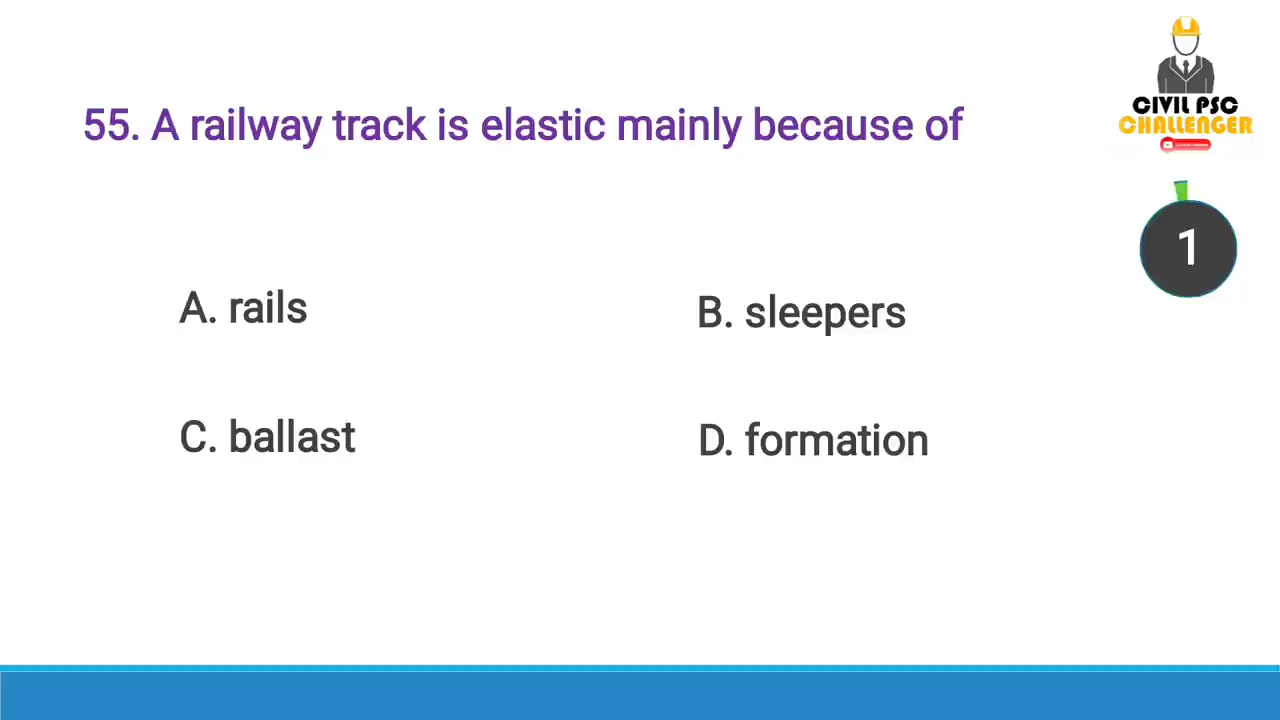 55. A railway track is elastic mainly because of
CIVIL PSC
CHALLENGER
1
A. rails
B. sleepers
C. ballast
D. formation